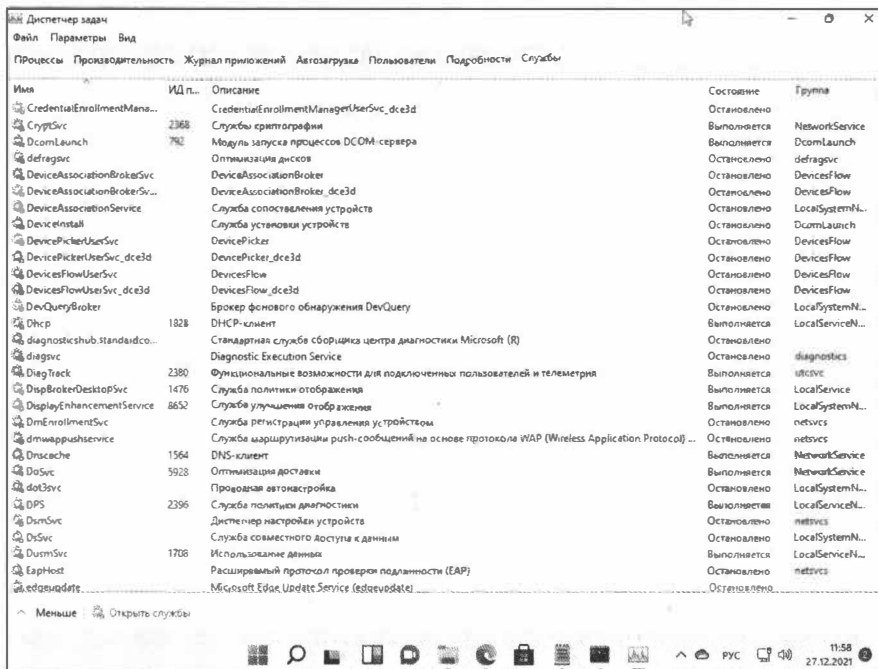 Диспетчер задач
Файл Параметры Вид
Процессы Производительность Журнал приложений Автозагрузка Пользователи Подробности Службы
Имя ИД п... Описание Состояние Группа
CredentialEnrollmentMana... CredentialEnrollmentManagerUserSvc_dce3d Остановлено
CryptSvc 2368 Службы криптографии Выполняется NetworkService
DcomLaunch 792 Модуль запуска процессов DCOM-сервера Выполняется DcomLaunch
defragsvc Оптимизация дисков Остановлено defragsvc
DeviceAssociationBrokerSvc DeviceAssociationBroker Остановлено DevicesFlow
DeviceAssociationBrokerSv... DeviceAssociationBroker_dce3d Остановлено DevicesFlow
DeviceAssociationService Служба сопоставления устройств Остановлено LocalSystemN...
DeviceInstall Служба установки устройств Остановлено DcomLaunch
DevicePickerUserSvc DevicePicker Остановлено DevicesFlow
DevicePickerUserSvc_dce3d DevicePicker_dce3d Остановлено DevicesFlow
DevicesFlowUserSvc DevicesFlow Остановлено DevicesFlow
DevicesFlowUserSvc_dce3d DevicesFlow_dce3d Остановлено DevicesFlow
DevQueryBroker Брокер фонового обнаружения DevQuery Остановлено LocalSystemN...
Dhcp 1828 DHCP-клиент Выполняется LocalServiceN...
diagnosticshub.standardco... Стандартная служба сборщика центра диагностики Microsoft (R) Остановлено
diagsvc Diagnostic Execution Service Остановлено diagnostics
DiagTrack 2380 Функциональные возможности для подключенных пользователей и телеметрия Выполняется utcsvc
DispBrokerDesktopSvc 1476 Служба политики отображения Выполняется LocalService
DisplayEnhancementService 8652 Служба улучшения отображения Выполняется LocalSystemN...
DmEnrollmentSvc Служба регистрации управления устройством Остановлено netsvcs
dmwappushservice Служба маршрутизации push-сообщений на основе протокола WAP (Wireless Application Protocol) ... Остановлено netsvcs
Dnscache 1564 DNS-клиент Выполняется NetworkService
DoSvc 5928 Оптимизация доставки Выполняется NetworkService
dot3svc Проводная автонастройка Остановлено LocalSystemN...
DPS 2396 Служба политики диагностики Выполняется LocalServiceN...
DsmSvc Диспетчер настройки устройств Остановлено netsvcs
DsSvc Служба совместного доступа к данным Остановлено LocalSystemN...
DusmSvc 1708 Использование данных Выполняется LocalServiceN...
EapHost Расширяемый протокол проверки подлинности (EAP) Остановлено netsvcs
edgeupdate Microsoft Edge Update Service (edgeupdate) Остановлено
Меньше Открыть службы
РУС 11:58
27.12.2021 2